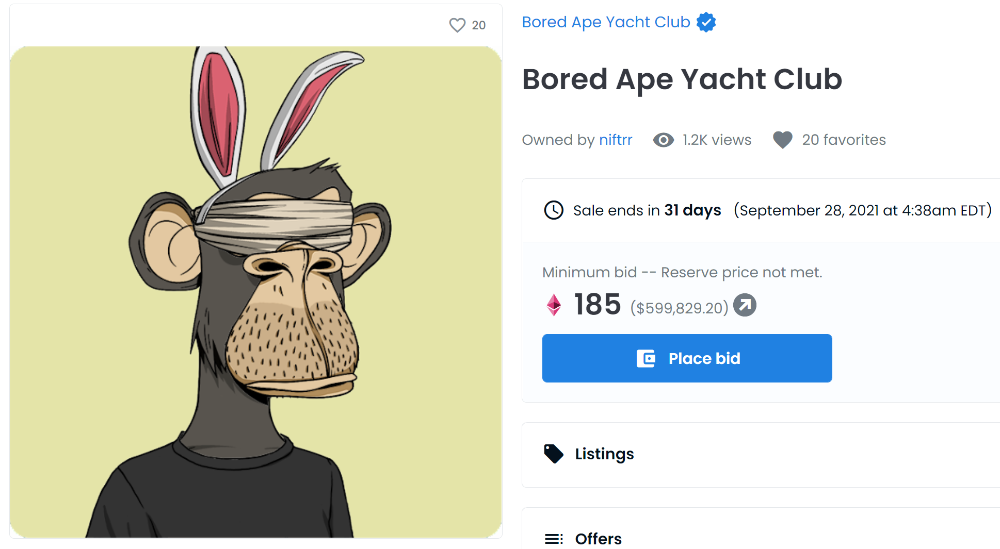 20
Bored Ape Yacht Club
Bored Ape Yacht Club
Owned by niftrr 1.2K views 20 favorites
Sale ends in 31 days (September 28, 2021 at 4:38am EDT)
Minimum bid -- Reserve price not met.
185 ($599,829.20)
Place bid
Listings
Offers